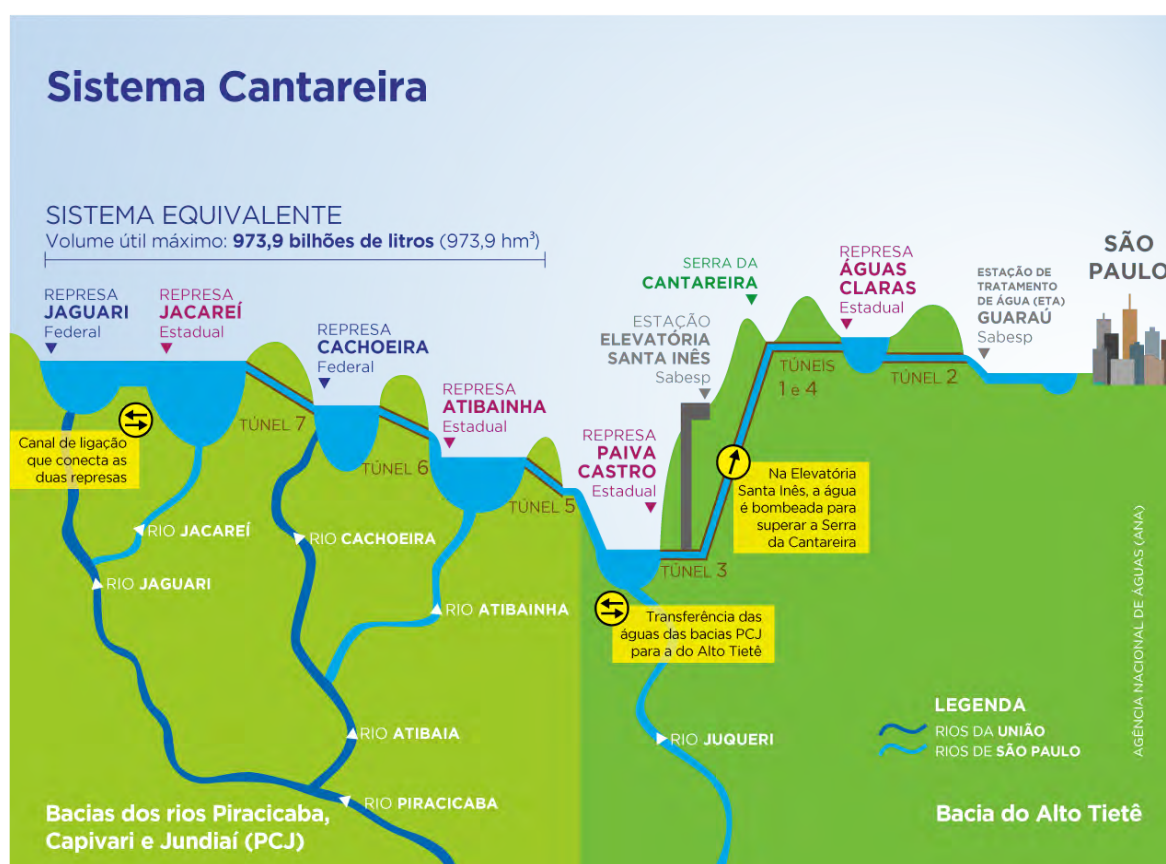 Sistema Cantareira
SISTEMA EQUIVALENTE
Volume útil máximo: 973,9 bilhões de litros (973,9 hm³)
REPRESA
JAGUARI
Federal
REPRESA
JACAREÍ
Estadual
REPRESA
CACHOEIRA
Federal
REPRESA
ATIBAINHA
Estadual
REPRESA
PAIVA
CASTRO
Estadual
ESTAÇÃO
ELEVATÓRIA
SANTA INÊS
Sabesp
SERRA DA
CANTAREIRA
REPRESA
ÁGUAS
CLARAS
Estadual
ESTAÇÃO DE
TRATAMENTO
DE ÁGUA (ETA)
GUARAÚ
Sabesp
SÃO
PAULO
TÚNEL 7
TÚNEL 6
TÚNEL 5
TÚNEL 3
TÚNEIS
1 e 4
TÚNEL 2
Canal de ligação
que conecta as
duas represas
Na Elevatória
Santa Inês, a água
é bombeada para
superar a Serra
da Cantareira
Transferência das
águas das bacias PCJ
para a do Alto Tietê
RIO JACAREÍ
RIO CACHOEIRA
RIO JAGUARI
RIO ATIBAINHA
RIO ATIBAIA
RIO JUQUERI
RIO PIRACICABA
LEGENDA
RIOS DA UNIÃO
RIOS DE SÃO PAULO
AGÊNCIA NACIONAL DE ÁGUAS (ANA)
Bacias dos rios Piracicaba,
Capivari e Jundiaí (PCJ)
Bacia do Alto Tietê